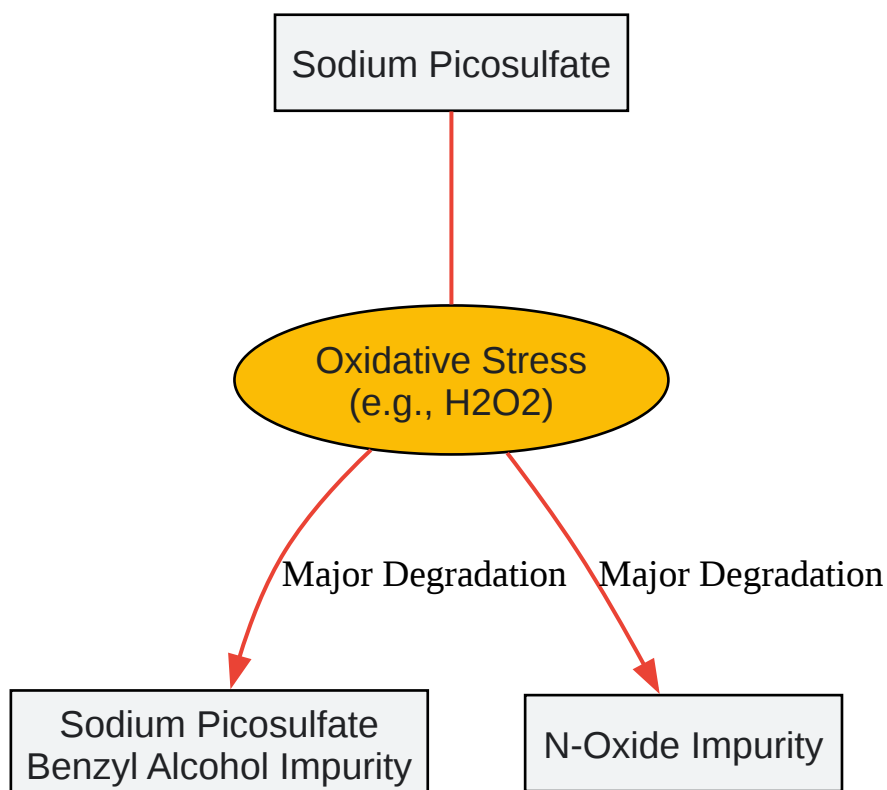 Sodium Picosulfate
Oxidative Stress
(e.g., H2O2)
Major Degradation
Major Degradation
Sodium Picosulfate
Benzyl Alcohol Impurity
N-Oxide Impurity